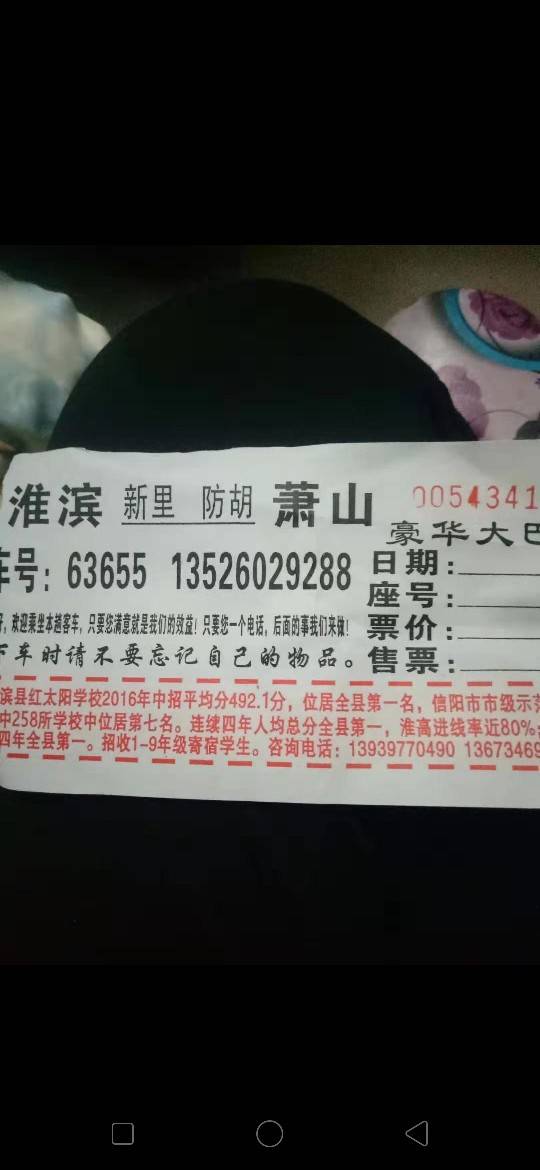 淮滨 新里 防胡 萧山 0054341
豪华大巴
车号：63655 13526029288
日期：
座号：
好，欢迎乘坐本越客车，只要您满意就是我们的效益！只要您一个电话，后面的事我们来做！
票价：
下车时请不要忘记自己的物品。
售票：
滨县红太阳学校2016年中招平均分492.1分，位居全县第一名，信阳市市级示范
中258所学校中位居第七名。连续四年人均总分全县第一，淮高进线率近80%
四年全县第一。招收1-9年级寄宿学生。咨询电话：13939770490 13673469